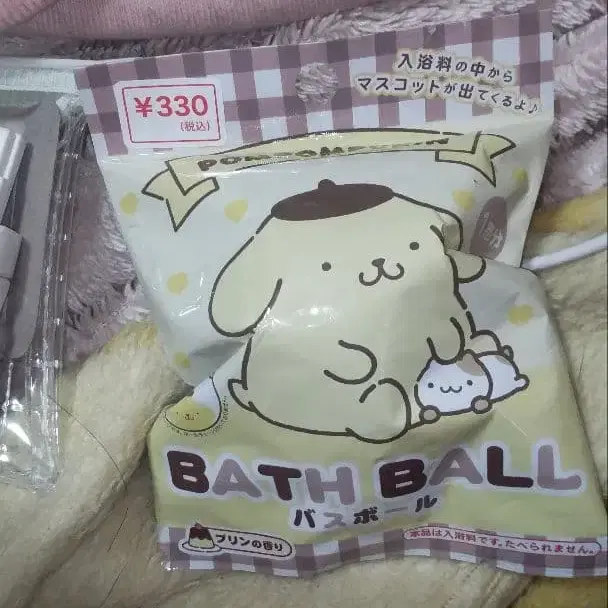 ¥330
(税込)
入浴料の中から
マスコットが出てくるよ♪
POMPOMPURIN
BATH BALL
バスボール
プリンの香り
本品は入浴料です。たべられません。